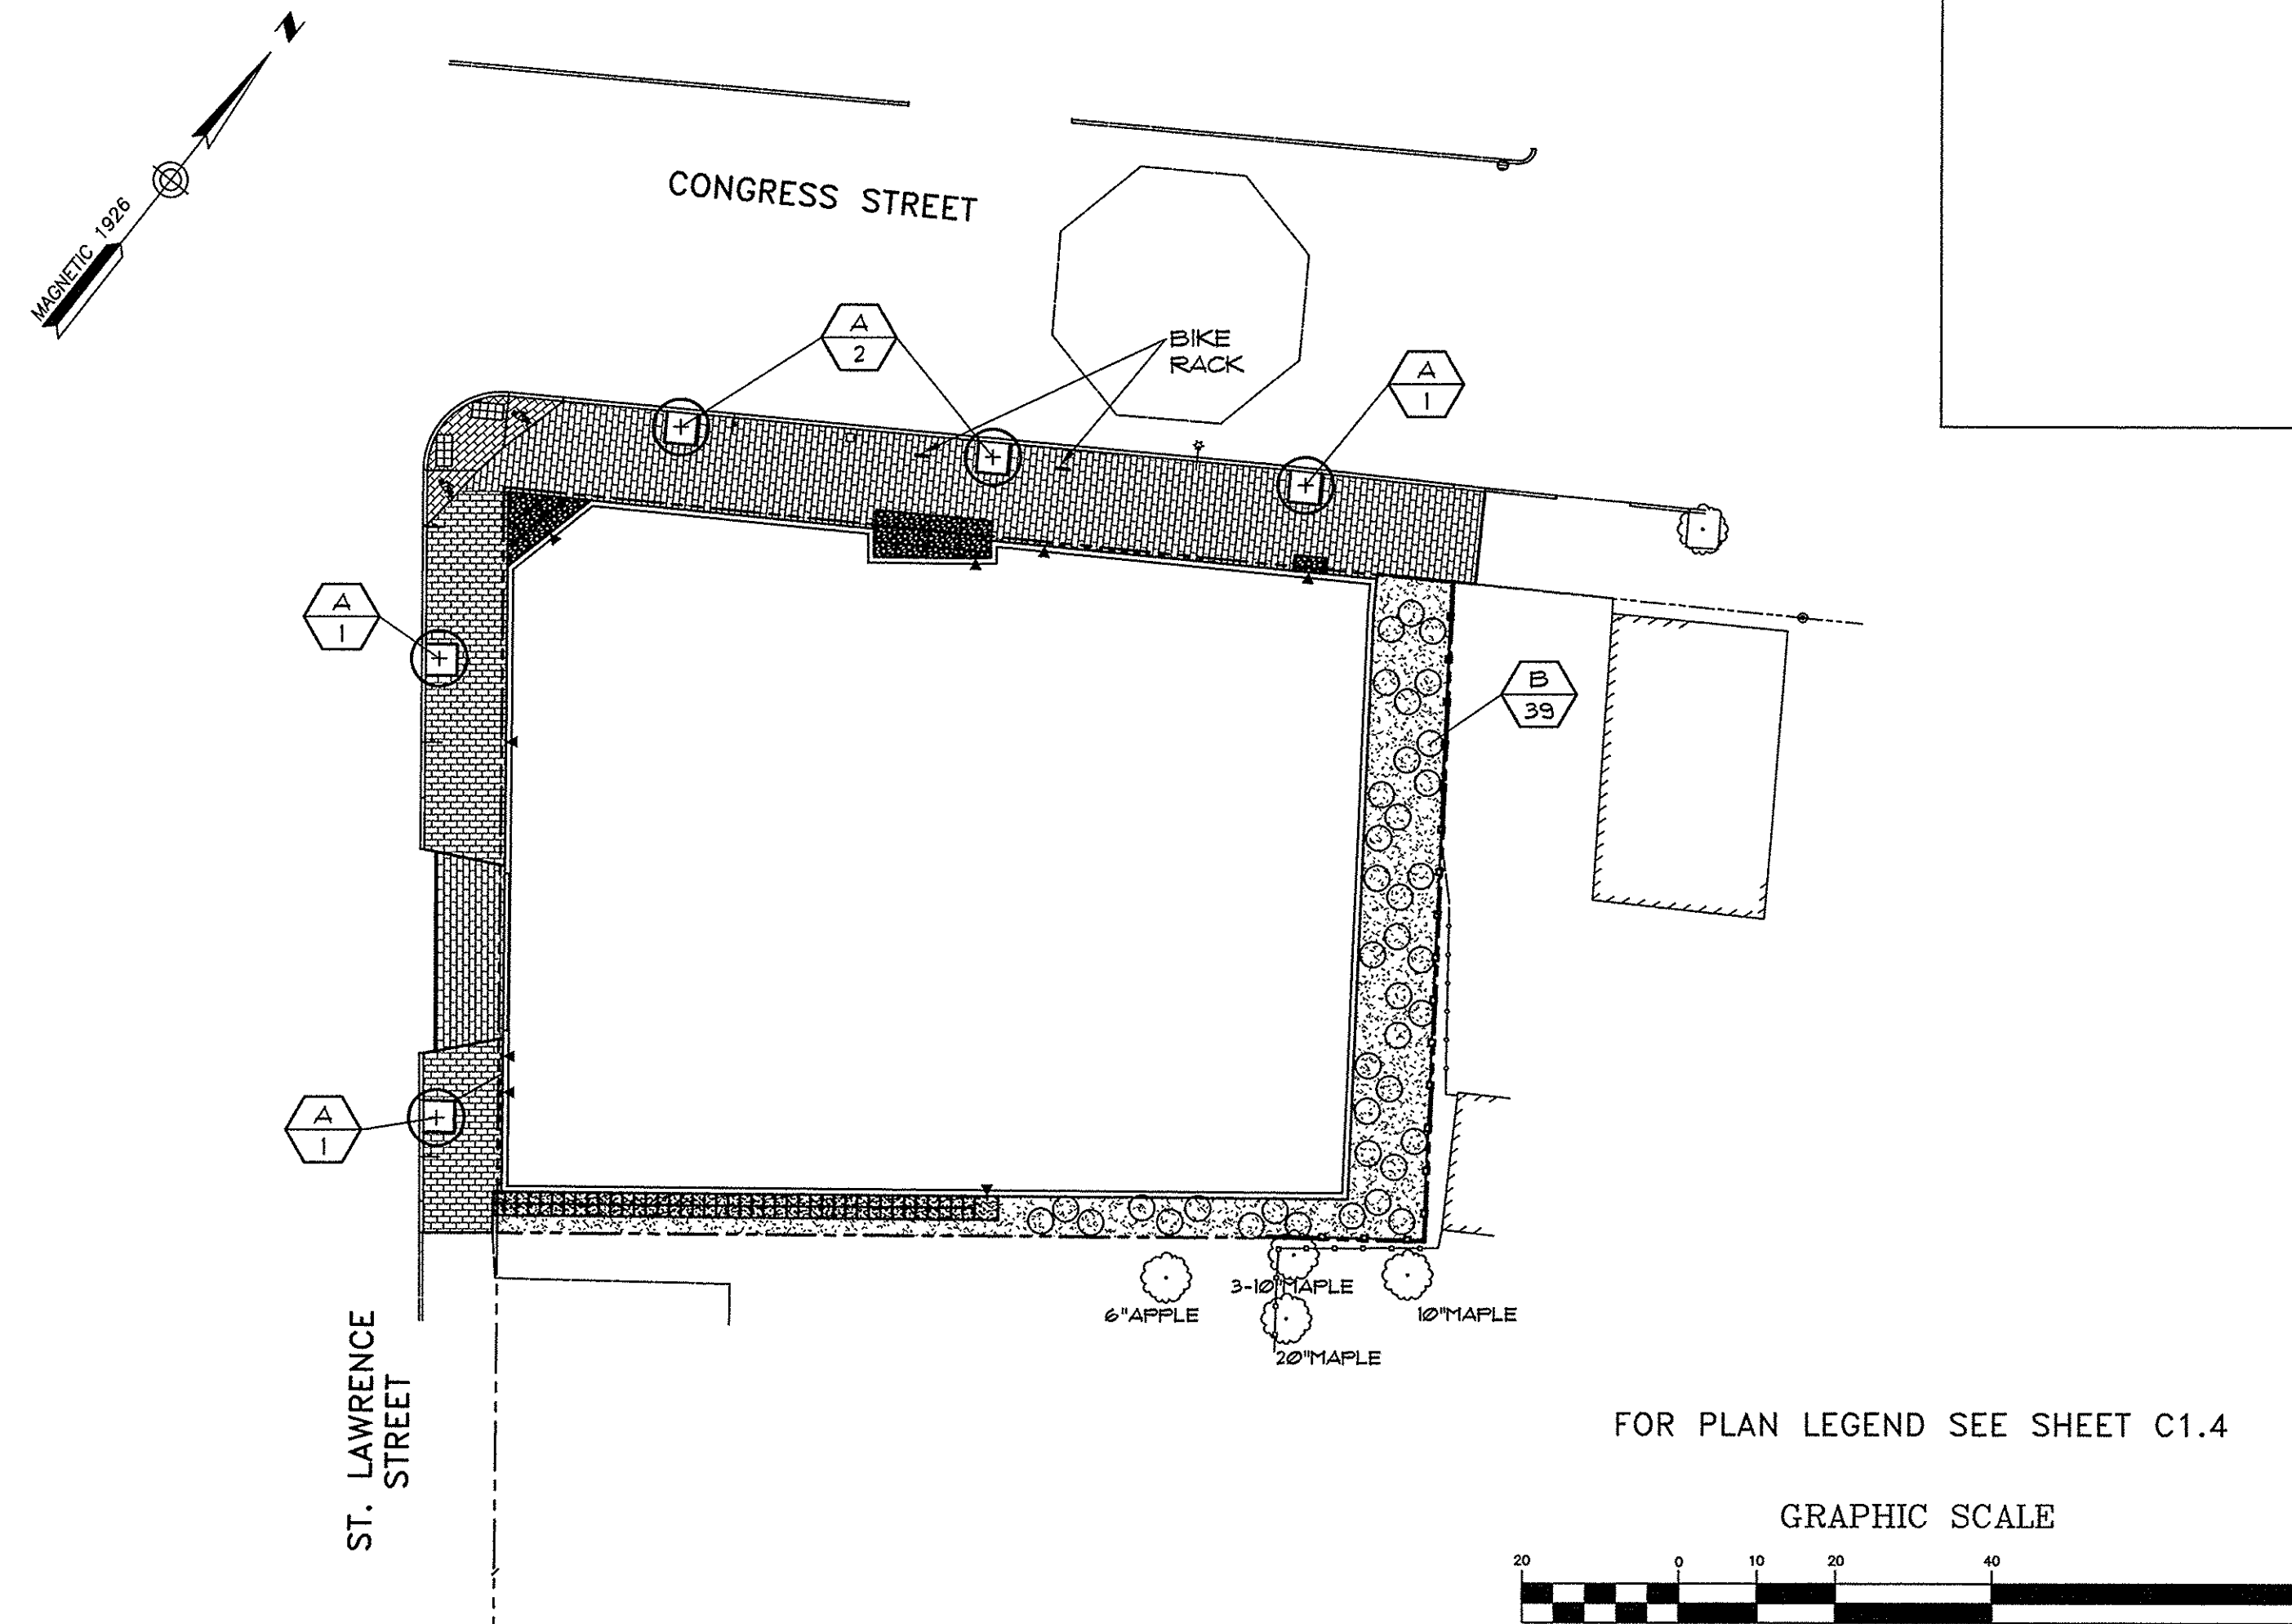 N
MAGNETIC 1926
CONGRESS STREET
A
2
BIKE
RACK
A
1
A
1
B
39
A
1
3-10"MAPLE
6"APPLE
10"MAPLE
20"MAPLE
ST. LAWRENCE
STREET
FOR PLAN LEGEND SEE SHEET C1.4
GRAPHIC SCALE
20 0 10 20 40